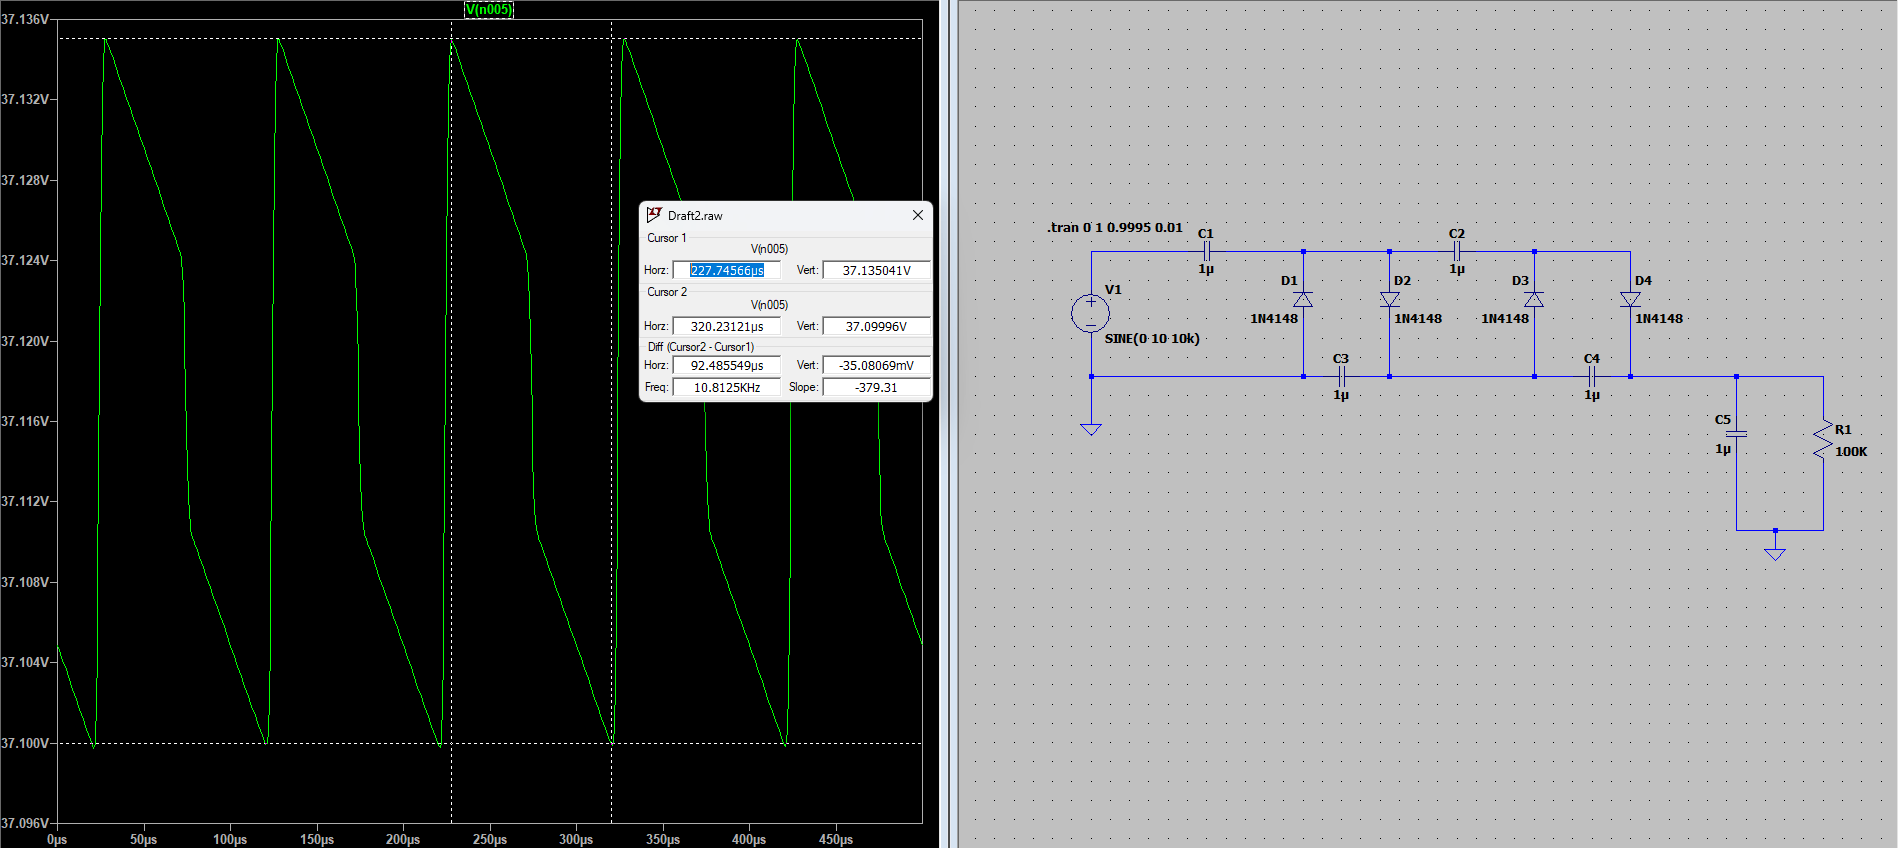 V(n005)
37.136V
37.132V
37.128V
37.124V
37.120V
37.116V
37.112V
37.108V
37.104V
37.100V
37.096V
0µs
50µs
100µs
150µs
200µs
250µs
300µs
350µs
400µs
450µs
Draft2.raw
Cursor 1
V(n005)
Horz: 227.74566µs Vert: 37.135041V
Cursor 2
V(n005)
Horz: 320.23121µs Vert: 37.09996V
Diff (Cursor2 - Cursor1)
Horz: 92.485549µs Vert: -35.08069mV
Freq: 10.8125KHz Slope: -379.31
.tran 0 1 0.9995 0.01
C1
1µ
C2
1µ
V1
SINE(0 10 10k)
D1
1N4148
D2
1N4148
D3
1N4148
D4
1N4148
C3
1µ
C4
1µ
C5
1µ
R1
100K